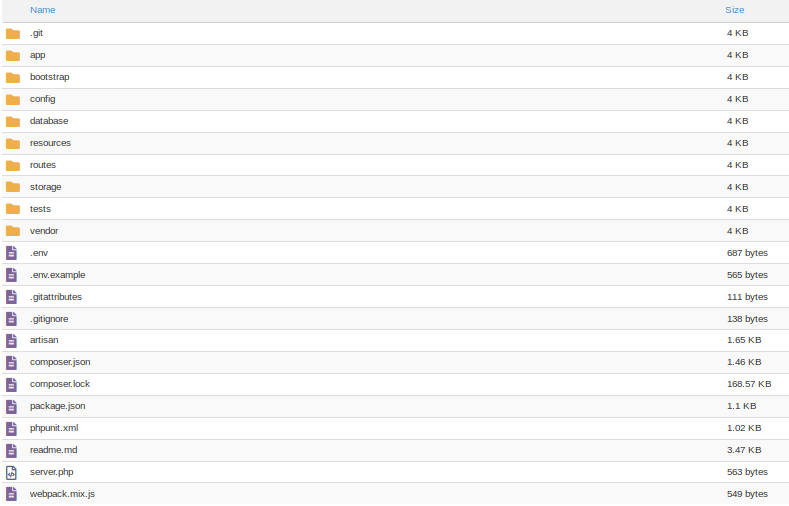 Name Size
.git 4 KB
app 4 KB
bootstrap 4 KB
config 4 KB
database 4 KB
resources 4 KB
routes 4 KB
storage 4 KB
tests 4 KB
vendor 4 KB
.env 687 bytes
.env.example 565 bytes
.gitattributes 111 bytes
.gitignore 138 bytes
artisan 1.65 KB
composer.json 1.46 KB
composer.lock 168.57 KB
package.json 1.1 KB
phpunit.xml 1.02 KB
readme.md 3.47 KB
server.php 563 bytes
webpack.mix.js 549 bytes